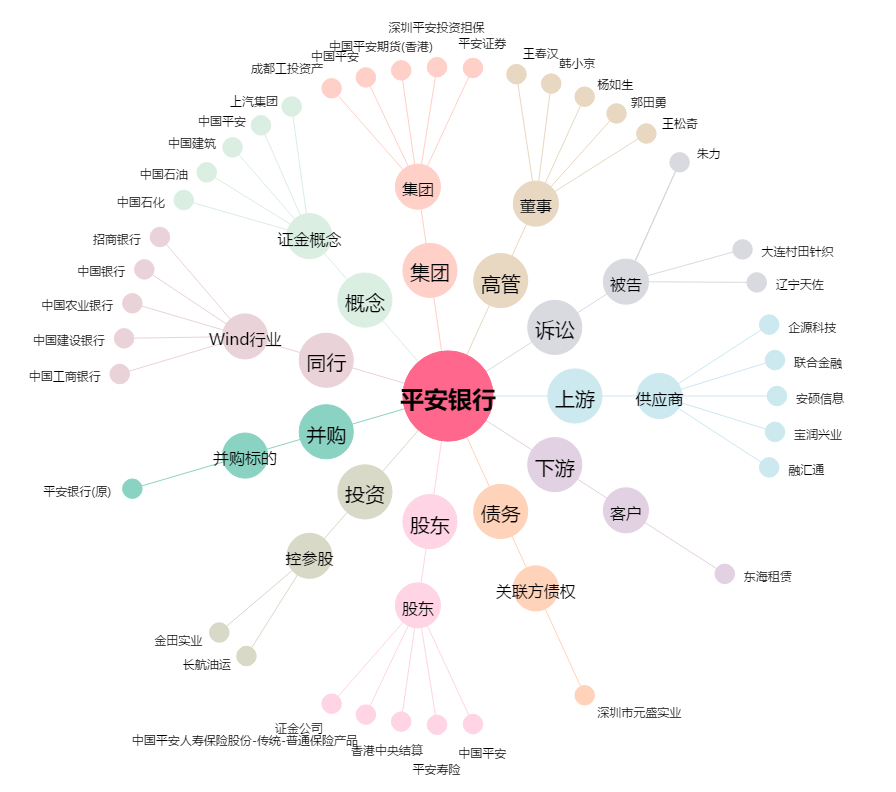 深圳平安投资担保
中国平安期货(香港)
平安证券
中国平安
成都工投资产
王春汉
韩小京
杨如生
郭田勇
王松奇
上汽集团
中国平安
中国建筑
中国石油
中国石化
朱力
集团
董事
证金概念
招商银行
中国银行
中国农业银行
中国建设银行
中国工商银行
Wind行业
集团
高管
概念
同行
诉讼
被告
大连村田针织
辽宁天佐
平安银行
上游
供应商
企源科技
联合金融
安硕信息
宝润兴业
融汇通
并购
并购标的
平安银行(原)
下游
客户
东海租赁
投资
控参股
金田实业
长航油运
股东
股东
债务
关联方债权
深圳市元盛实业
证金公司
中国平安人寿保险股份-传统-普通保险产品
香港中央结算
平安寿险
中国平安